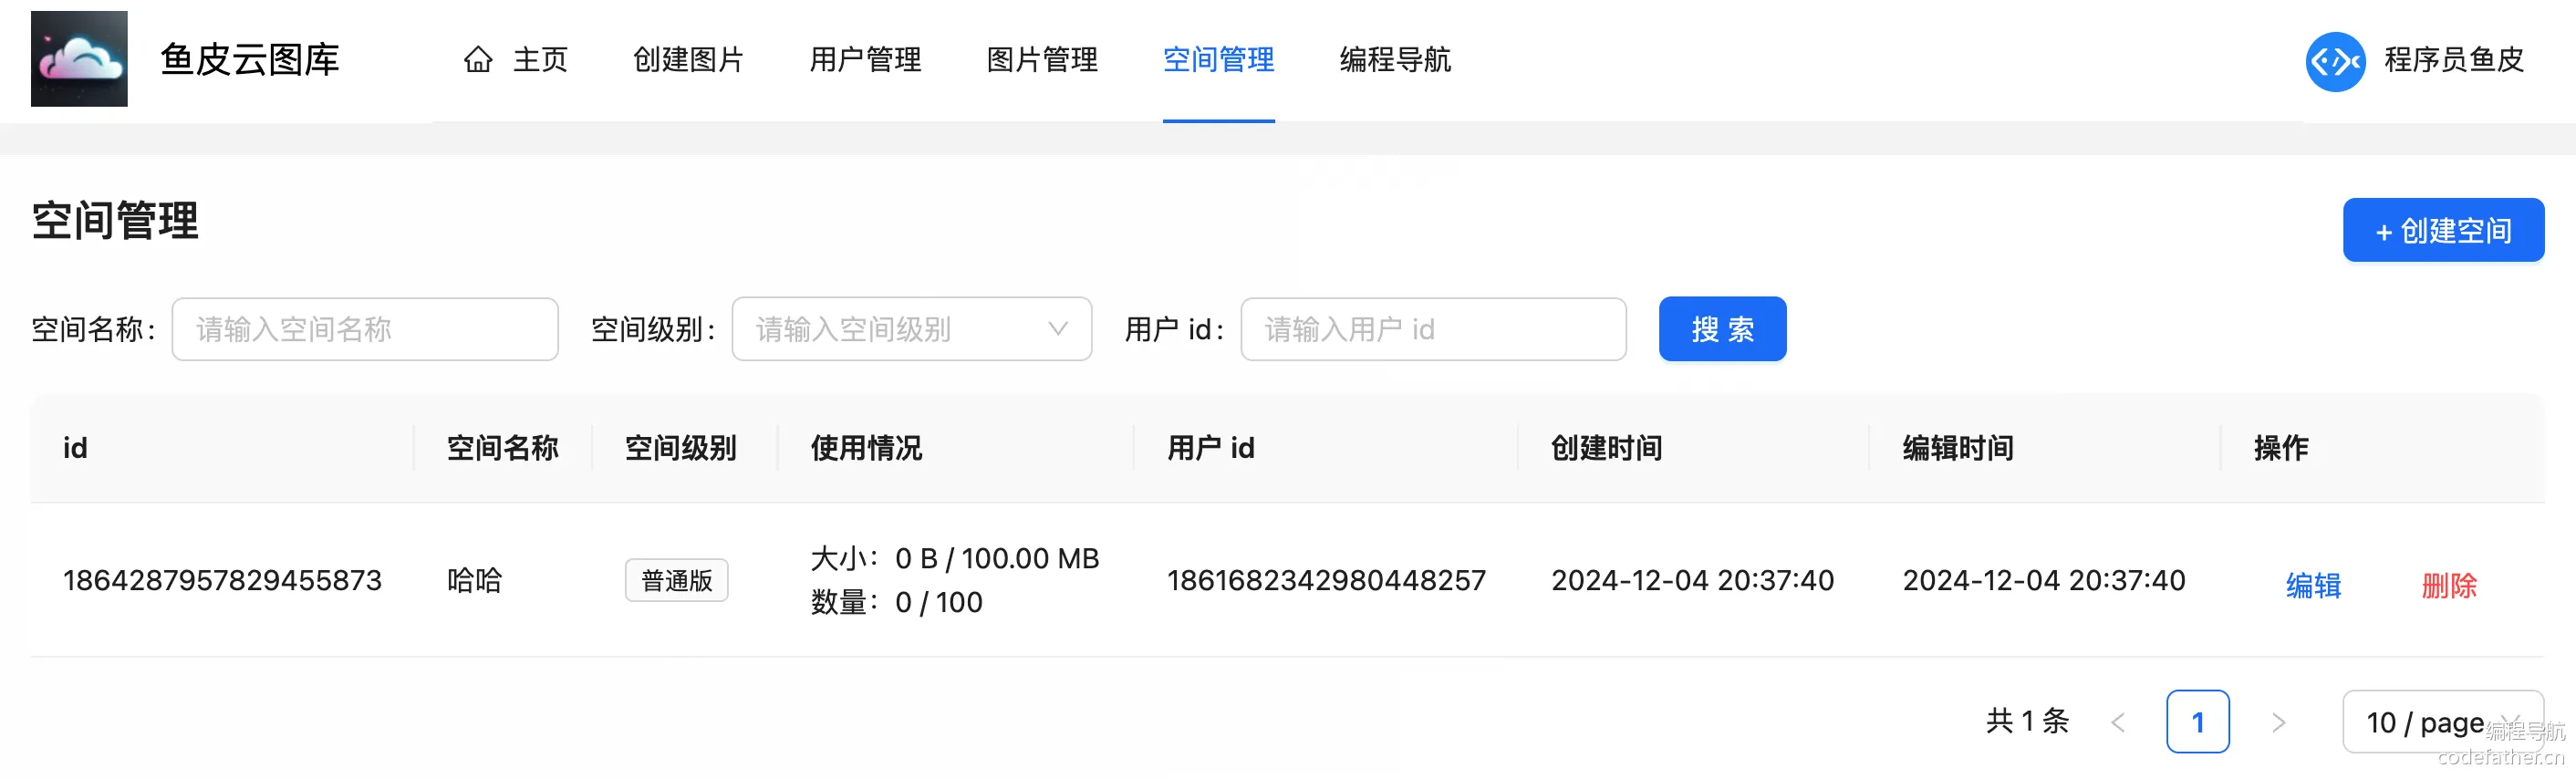 鱼皮云图库 主页 创建图片 用户管理 图片管理 空间管理 编程导航 程序员鱼皮
空间管理 + 创建空间
空间名称: 请输入空间名称 空间级别: 请输入空间级别 用户 id: 请输入用户 id 搜 索
id 空间名称 空间级别 使用情况 用户 id 创建时间 编辑时间 操作
1864287957829455873 哈哈 普通版 大小：0 B / 100.00 MB 1861682342980448257 2024-12-04 20:37:40 2024-12-04 20:37:40 编辑 删除
数量：0 / 100
共 1 条 < 1 > 10 / page
编程导航
codefather.cn